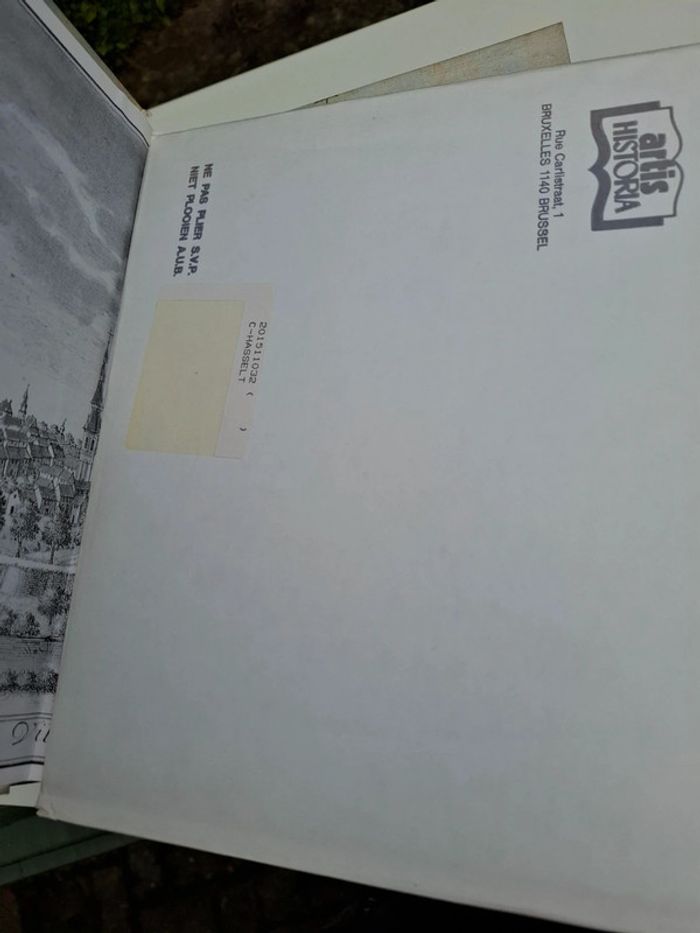 artis
HISTORIA
Rue Carlistraat, 1
BRUXELLES 1140 BRUSSEL
NE PAS PLIER S.V.P.
NIET PLOOIEN A.U.B.
201511032 ( )
C-HASSELT